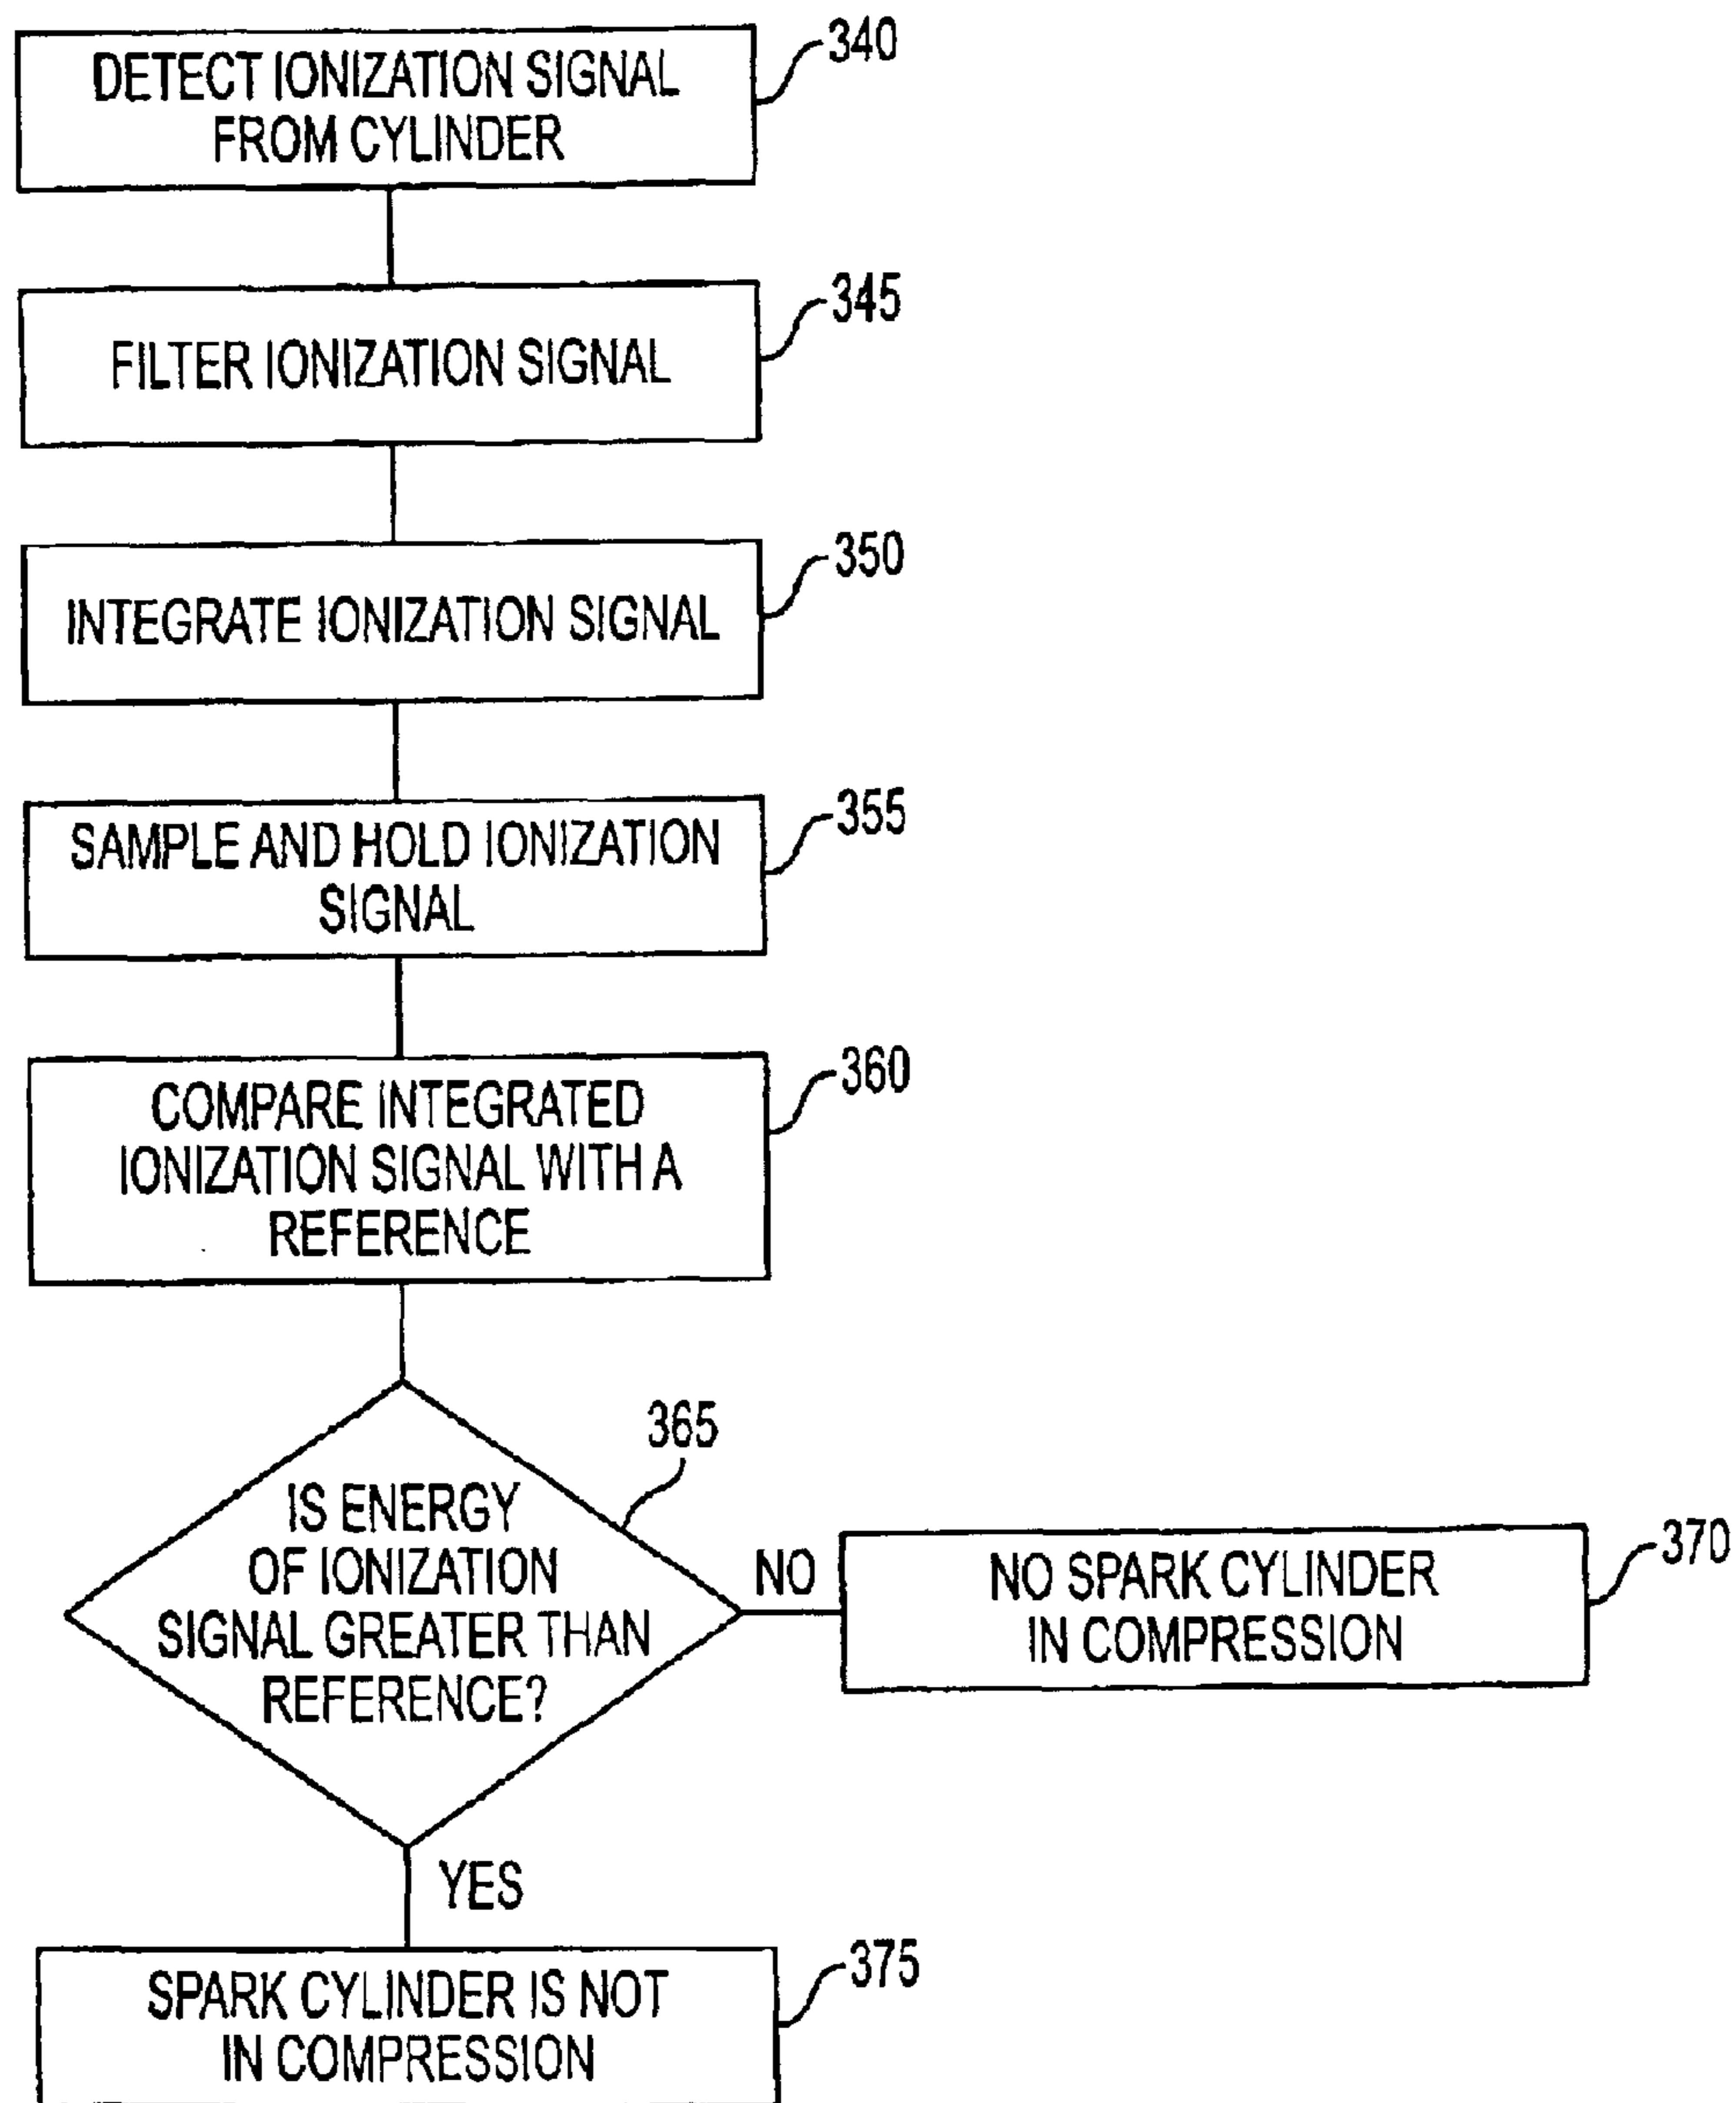 DETECT IONIZATION SIGNAL
FROM CYLINDER
340
FILTER IONIZATION SIGNAL
345
INTEGRATE IONIZATION SIGNAL
350
SAMPLE AND HOLD IONIZATION
SIGNAL
355
COMPARE INTEGRATED
IONIZATION SIGNAL WITH A
REFERENCE
360
IS ENERGY
OF IONIZATION
SIGNAL GREATER THAN
REFERENCE?
365
NO
NO SPARK CYLINDER
IN COMPRESSION
370
YES
SPARK CYLINDER IS NOT
IN COMPRESSION
375